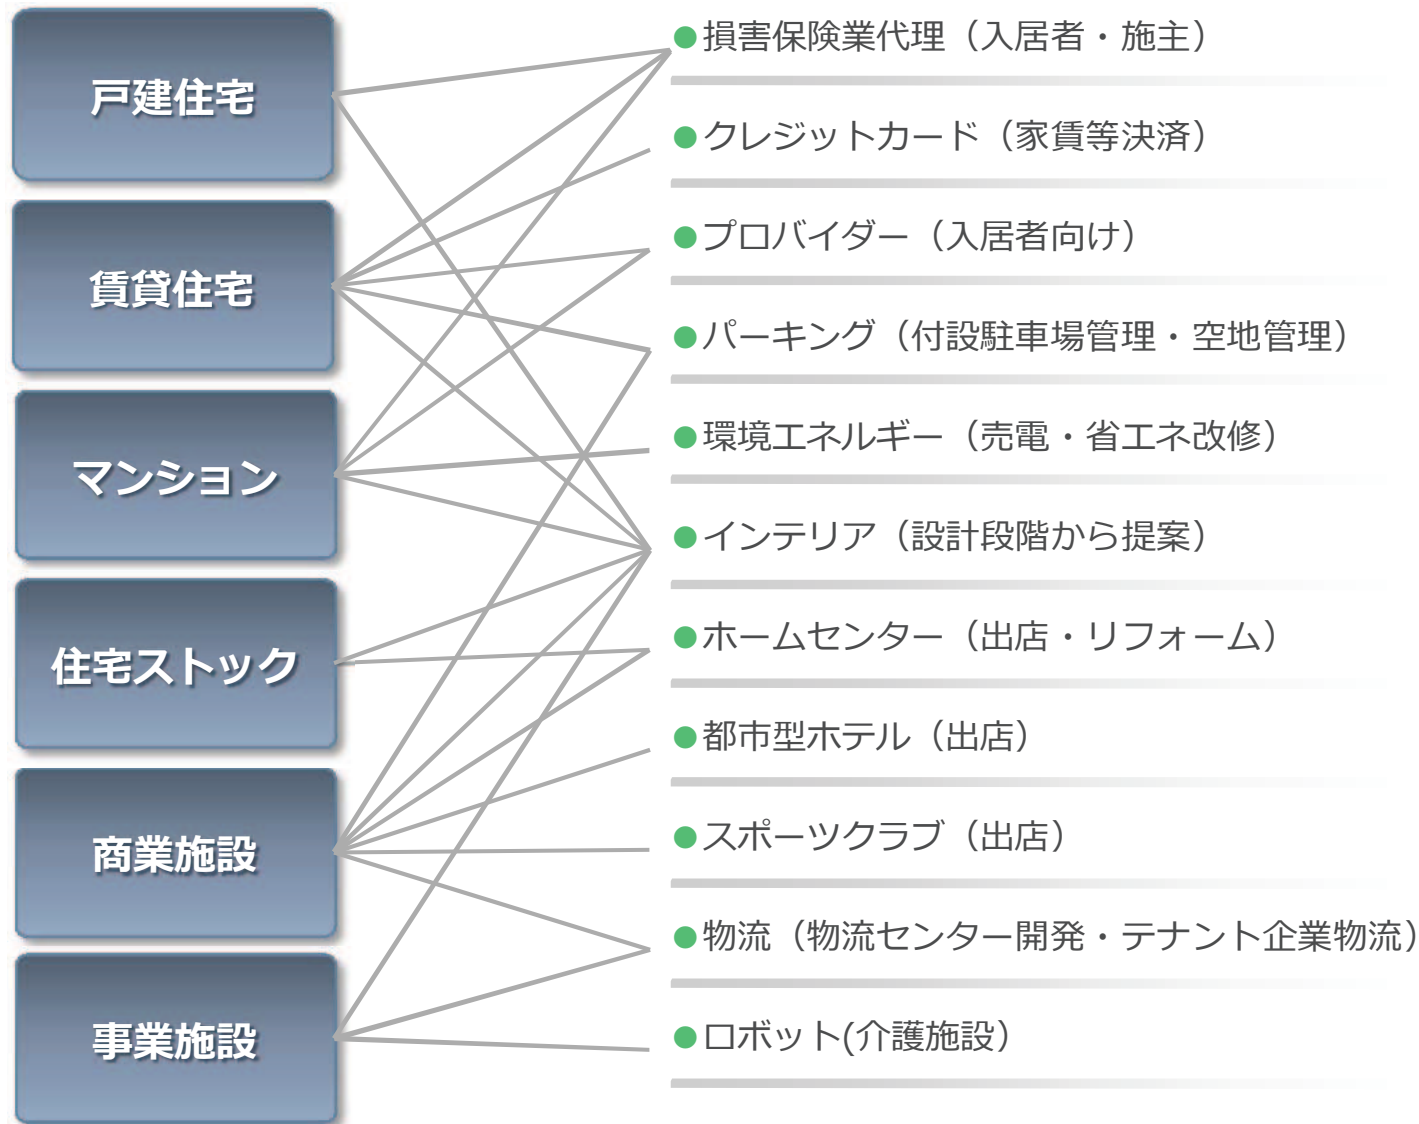 戸建住宅
賃貸住宅
マンション
住宅ストック
商業施設
事業施設
●損害保険業代理（入居者・施主）
●クレジットカード（家賃等決済）
●プロバイダー（入居者向け）
●パーキング（付設駐車場管理・空地管理）
●環境エネルギー（売電・省エネ改修）
●インテリア（設計段階から提案）
●ホームセンター（出店・リフォーム）
●都市型ホテル（出店）
●スポーツクラブ（出店）
●物流（物流センター開発・テナント企業物流）
●ロボット(介護施設）